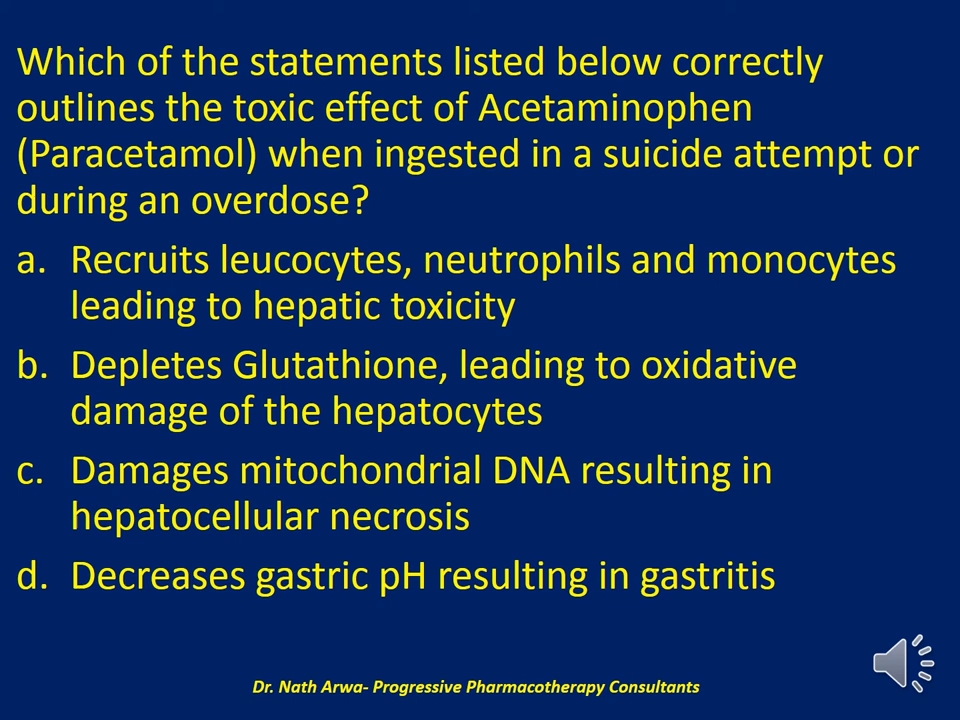 Which of the statements listed below correctly
outlines the toxic effect of Acetaminophen
(Paracetamol) when ingested in a suicide attempt or
during an overdose?
a. Recruits leucocytes, neutrophils and monocytes
leading to hepatic toxicity
b. Depletes Glutathione, leading to oxidative
damage of the hepatocytes
c. Damages mitochondrial DNA resulting in
hepatocellular necrosis
d. Decreases gastric pH resulting in gastritis
Dr. Nath Arwa- Progressive Pharmacotherapy Consultants